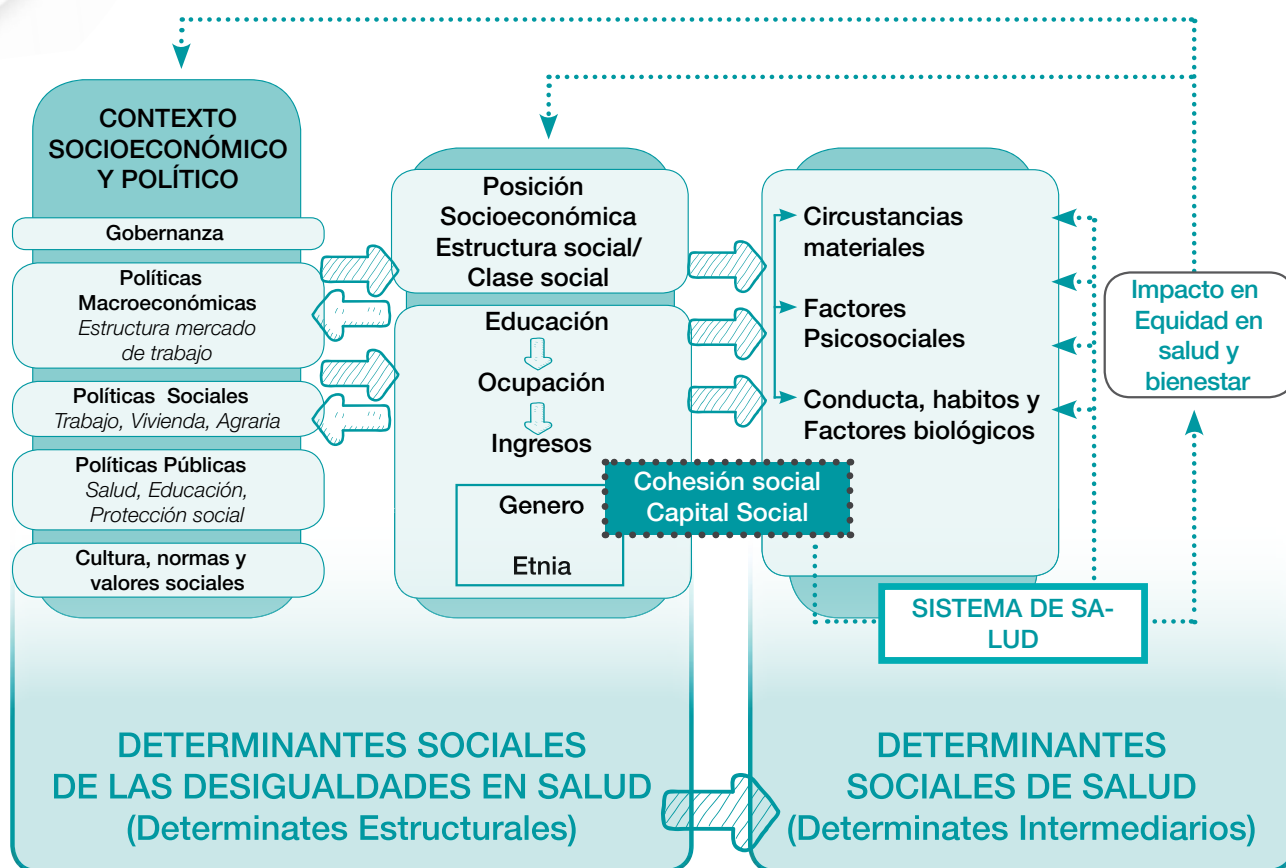 CONTEXTO
SOCIOECONÓMICO
Y POLÍTICO
Gobernanza
Políticas
Macroeconómicas
Estructura mercado
de trabajo
Políticas Sociales
Trabajo, Vivienda, Agraria
Políticas Públicas
Salud, Educación,
Protección social
Cultura, normas y
valores sociales
Posición
Socioeconómica
Estructura social/
Clase social
Educación
Ocupación
Ingresos
Genero
Etnia
Cohesión social
Capital Social
Circustancias
materiales
Factores
Psicosociales
Conducta, habitos y
Factores biológicos
SISTEMA DE SA-
LUD
Impacto en
Equidad en
salud y
bienestar
DETERMINANTES SOCIALES
DE LAS DESIGUALDADES EN SALUD
(Determinates Estructurales)
DETERMINANTES
SOCIALES DE SALUD
(Determinates Intermediarios)